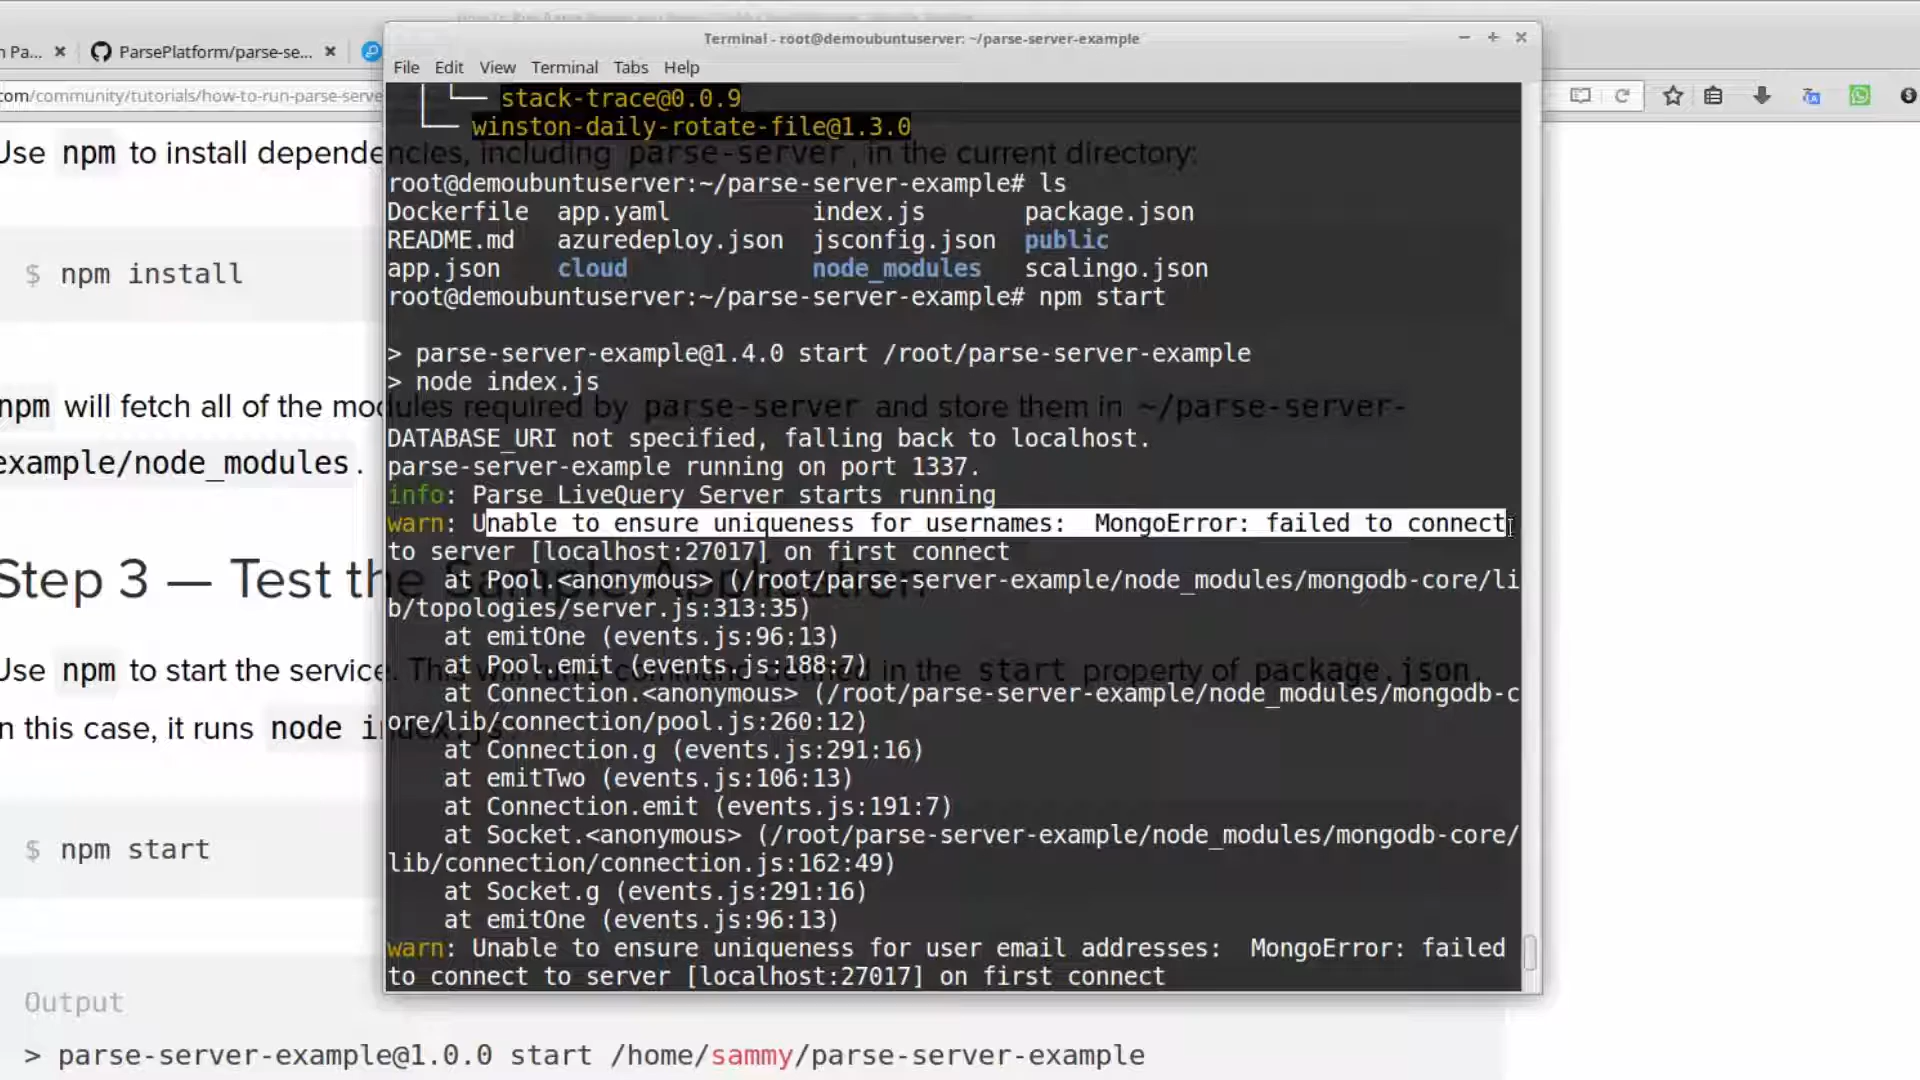 Terminal - root@demoubuntuserver: ~/parse-server-example
n Pa...
ParsePlatform/parse-se...
File Edit View Terminal Tabs Help
com/community/tutorials/how-to-run-parse-serve
stack-trace@0.0.9
winston-daily-rotate-file@1.3.0
Use npm to install dependencies, including parse-server, in the current directory:
root@demoubuntuserver:~/parse-server-example# ls
Dockerfile app.yaml index.js package.json
README.md azuredeploy.json jsconfig.json public
app.json cloud node_modules scalingo.json
root@demoubuntuserver:~/parse-server-example# npm start
> parse-server-example@1.4.0 start /root/parse-server-example
> node index.js
DATABASE_URI not specified, falling back to localhost.
parse-server-example running on port 1337.
info: Parse LiveQuery Server starts running
warn: Unable to ensure uniqueness for usernames:  MongoError: failed to connect
to server [localhost:27017] on first connect
at Pool.<anonymous> (/root/parse-server-example/node_modules/mongodb-core/li
b/topologies/server.js:313:35)
at emitOne (events.js:96:13)
at Pool.emit (events.js:188:7)
at Connection.<anonymous> (/root/parse-server-example/node_modules/mongodb-c
ore/lib/connection/pool.js:260:12)
at Connection.g (events.js:291:16)
at emitTwo (events.js:106:13)
at Connection.emit (events.js:191:7)
at Socket.<anonymous> (/root/parse-server-example/node_modules/mongodb-core/
lib/connection/connection.js:162:49)
at Socket.g (events.js:291:16)
at emitOne (events.js:96:13)
warn: Unable to ensure uniqueness for user email addresses:  MongoError: failed
to connect to server [localhost:27017] on first connect
$ npm install
npm will fetch all of the modules required by parse-server and store them in ~/parse-server-
example/node_modules.
Step 3 — Test the Sample Application
Use npm to start the service. This will run a command defined in the start property of package.json.
n this case, it runs node index.js.
$ npm start
Output
> parse-server-example@1.0.0 start /home/sammy/parse-server-example